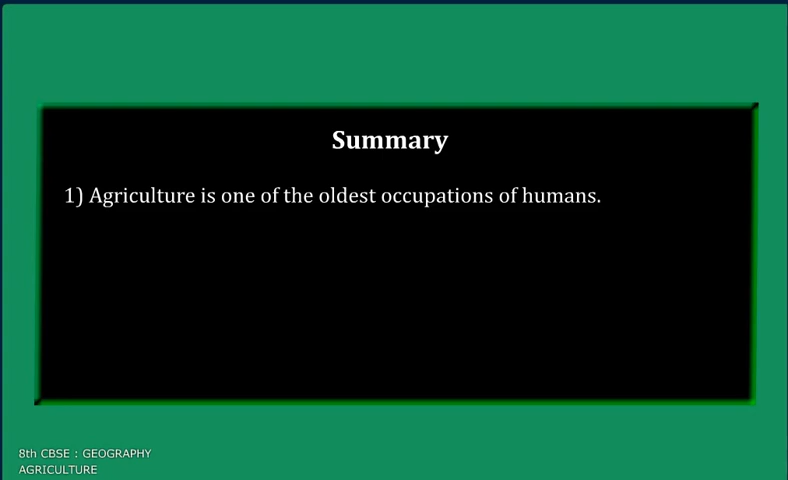 Summary
1) Agriculture is one of the oldest occupations of humans.
8th CBSE : GEOGRAPHY
AGRICULTURE